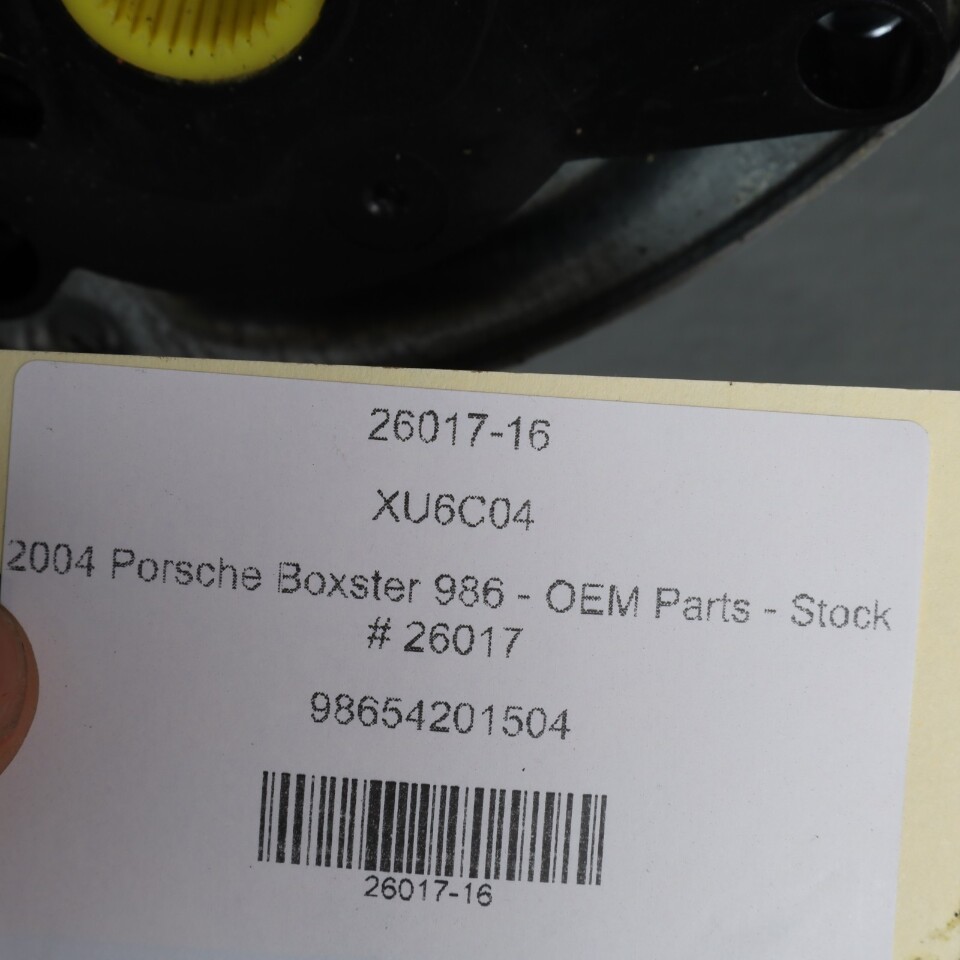 26017-16
XU6C04
2004 Porsche Boxster 986 - OEM Parts - Stock
# 26017
98654201504
26017-16